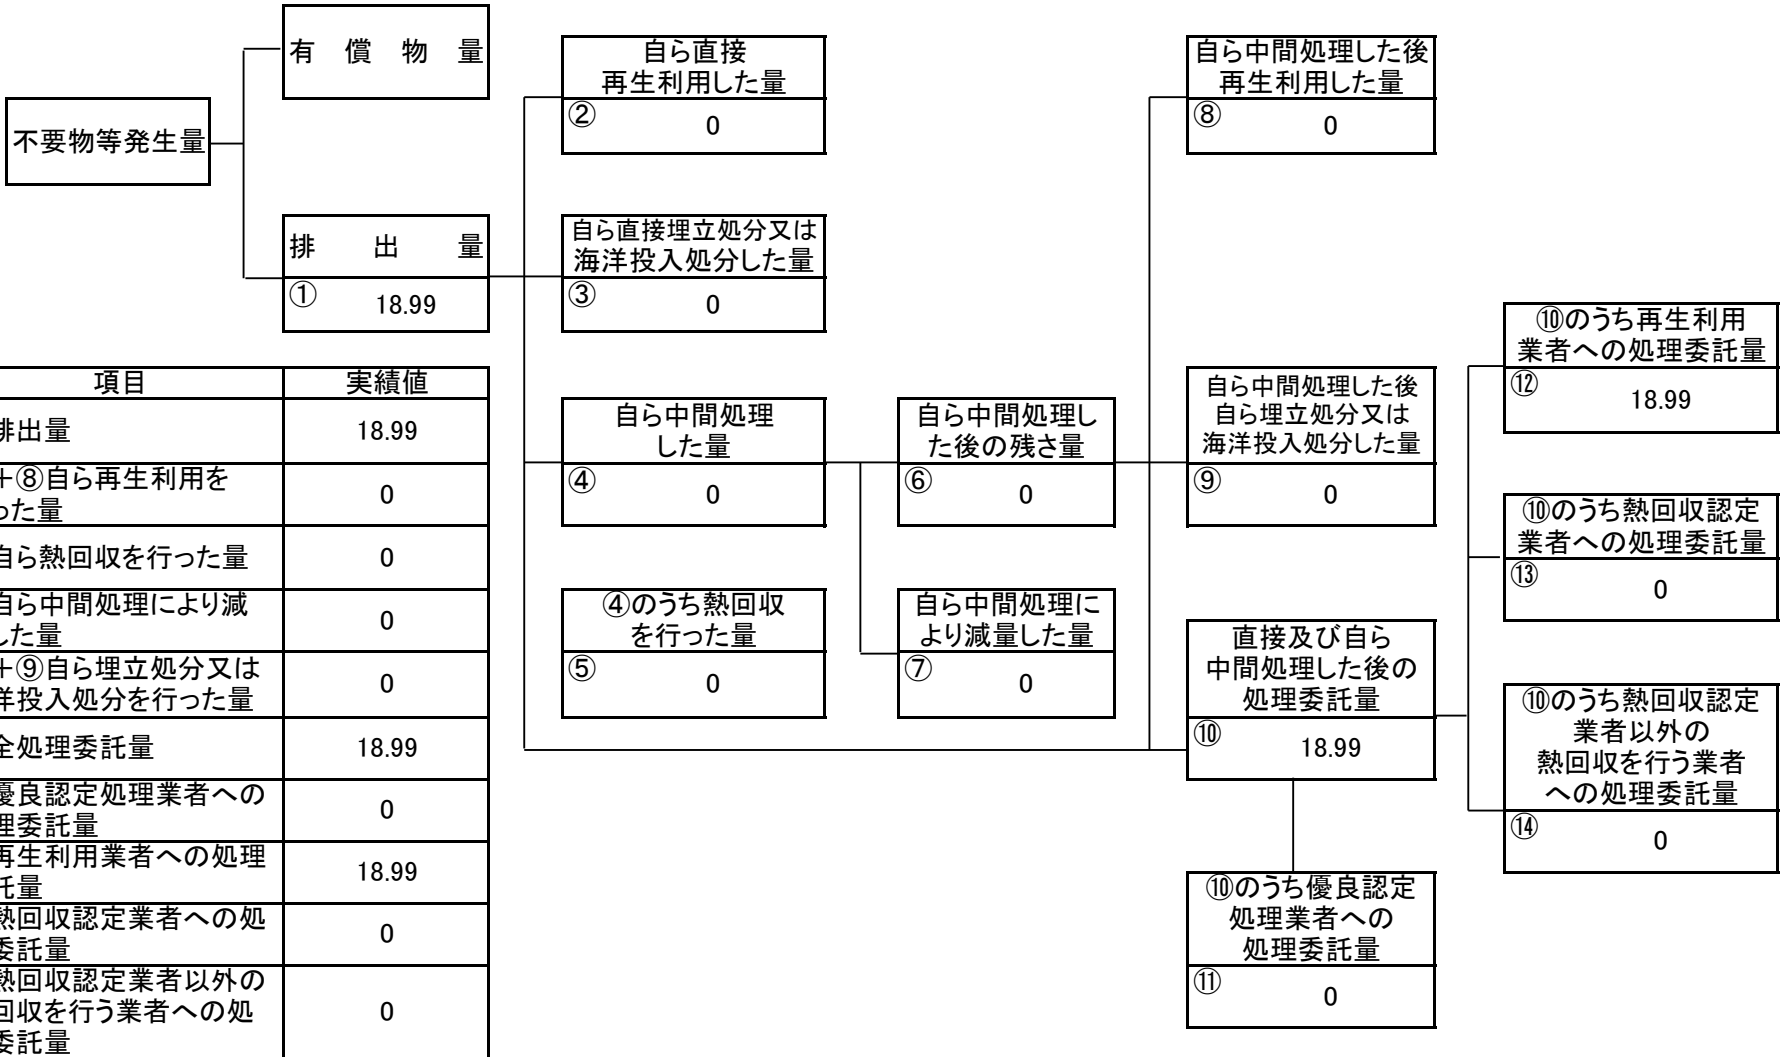 有償物量
不要物等発生量
排出量
① 18.99
自ら直接
再生利用した量
② 0
自ら直接埋立処分又は
海洋投入処分した量
③ 0
自ら中間処理
した量
④ 0
④のうち熱回収
を行った量
⑤ 0
自ら中間処理し
た後の残さ量
⑥ 0
自ら中間処理に
より減量した量
⑦ 0
自ら中間処理した後
再生利用した量
⑧ 0
自ら中間処理した後
自ら埋立処分又は
海洋投入処分した量
⑨ 0
直接及び自ら
中間処理した後の
処理委託量
⑩ 18.99
⑩のうち優良認定
処理業者への
処理委託量
⑪ 0
⑩のうち再生利用
業者への処理委託量
⑫ 18.99
⑩のうち熱回収認定
業者への処理委託量
⑬ 0
⑩のうち熱回収認定
業者以外の
熱回収を行う業者
への処理委託量
⑭ 0
項目 実績値
排出量 18.99
+⑧自ら再生利用を
った量 0
自ら熱回収を行った量 0
自ら中間処理により減
した量 0
+⑨自ら埋立処分又は
洋投入処分を行った量 0
全処理委託量 18.99
優良認定処理業者への
理委託量 0
再生利用業者への処理
託量 18.99
熱回収認定業者への処
委託量 0
熱回収認定業者以外の
回収を行う業者への処
委託量 0